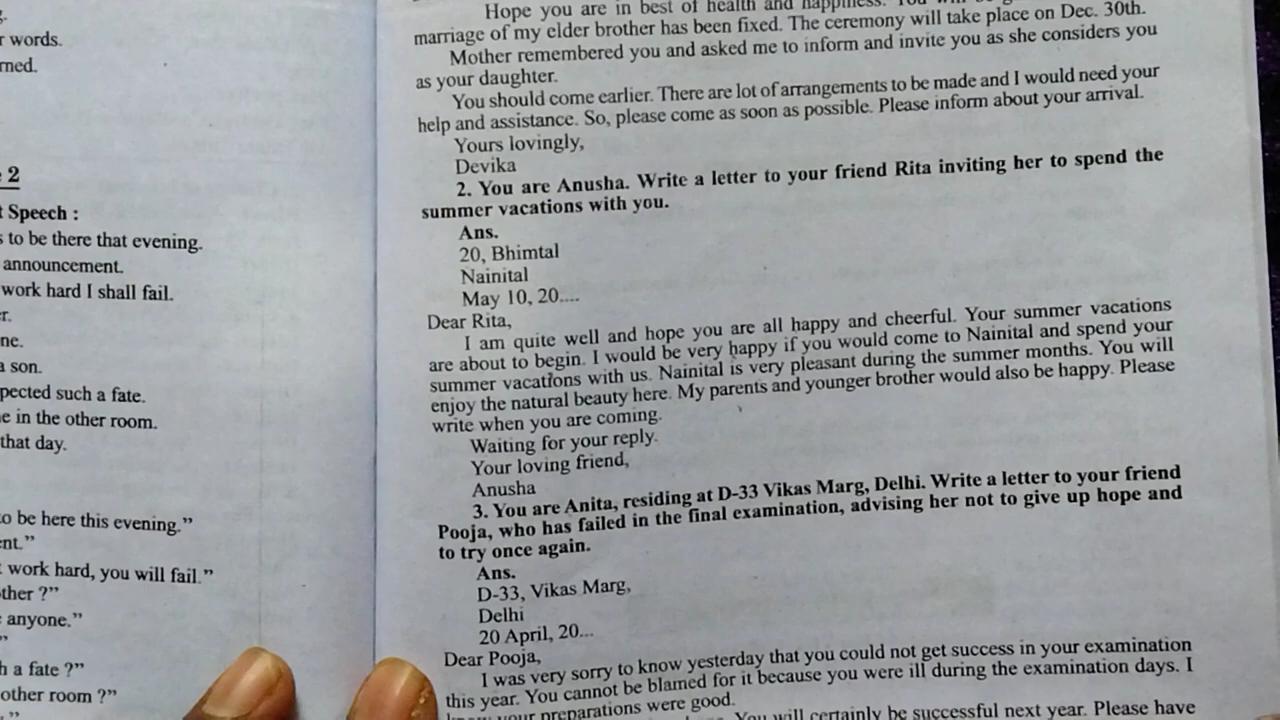 r words.
rned.
2
t Speech :
s to be there that evening.
announcement.
work hard I shall fail.
er.
ne.
a son.
pected such a fate.
e in the other room.
that day.
to be here this evening.”
ent.”
work hard, you will fail.”
other ?”
anyone.”
”
h a fate ?”
other room ?”
Hope you are in best of health and happiness. You
marriage of my elder brother has been fixed. The ceremony will take place on Dec. 30th.
Mother remembered you and asked me to inform and invite you as she considers you
as your daughter.
You should come earlier. There are lot of arrangements to be made and I would need your
help and assistance. So, please come as soon as possible. Please inform about your arrival.
Yours lovingly,
Devika
2. You are Anusha. Write a letter to your friend Rita inviting her to spend the
summer vacations with you.
Ans.
20, Bhimtal
Nainital
May 10, 20....
Dear Rita,
I am quite well and hope you are all happy and cheerful. Your summer vacations
are about to begin. I would be very happy if you would come to Nainital and spend your
summer vacations with us. Nainital is very pleasant during the summer months. You will
enjoy the natural beauty here. My parents and younger brother would also be happy. Please
write when you are coming.
Waiting for your reply.
Your loving friend,
Anusha
3. You are Anita, residing at D-33 Vikas Marg, Delhi. Write a letter to your friend
Pooja, who has failed in the final examination, advising her not to give up hope and
to try once again.
Ans.
D-33, Vikas Marg,
Delhi
20 April, 20...
Dear Pooja,
I was very sorry to know yesterday that you could not get success in your examination
this year. You cannot be blamed for it because you were ill during the examination days. I
your preparations were good.
You will certainly be successful next year. Please have